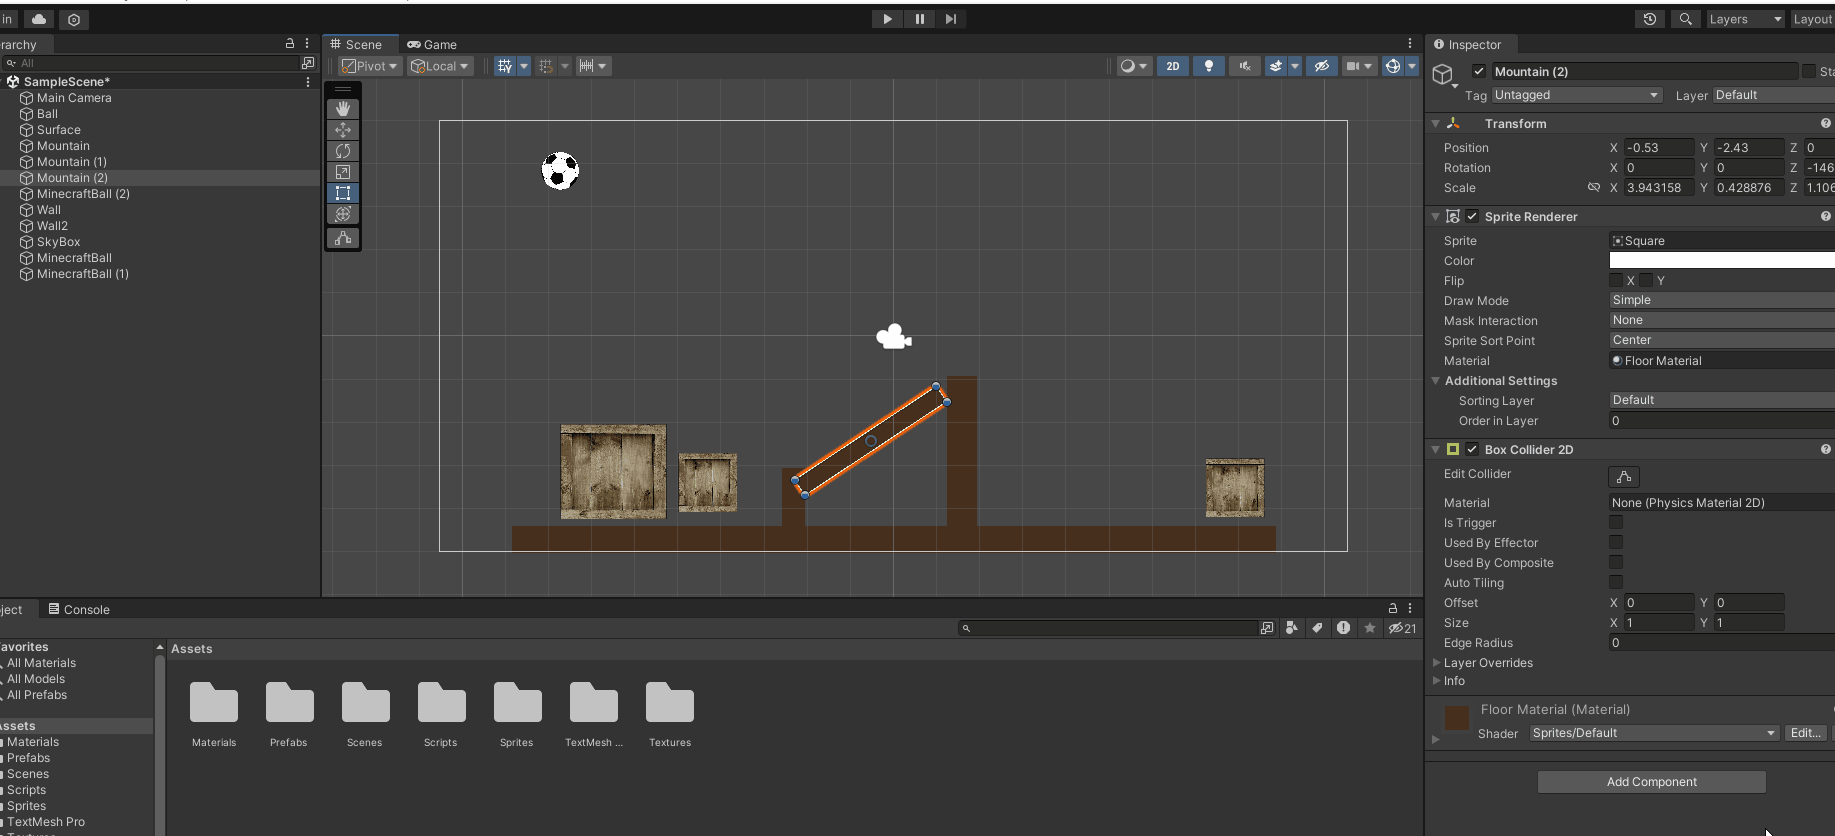 in
Layers
Layout
rarchy
Scene
Game
Inspector
All
Pivot
Local
2D
Mountain (2)
Sta
SampleScene*
Tag Untagged Layer Default
Main Camera
Ball
Surface
Mountain
Mountain (1)
Mountain (2)
MinecraftBall (2)
Wall
Wall2
SkyBox
MinecraftBall
MinecraftBall (1)
Transform
Position X -0.53 Y -2.43 Z 0
Rotation X 0 Y 0 Z -146
Scale X 3.943158 Y 0.428876 Z 1.106
Sprite Renderer
Sprite Square
Color
Flip X Y
Draw Mode Simple
Mask Interaction None
Sprite Sort Point Center
Material Floor Material
Additional Settings
Sorting Layer Default
Order in Layer 0
Box Collider 2D
Edit Collider
Material None (Physics Material 2D)
Is Trigger
Used By Effector
Used By Composite
Auto Tiling
Offset X 0 Y 0
Size X 1 Y 1
Edge Radius 0
Layer Overrides
Info
Floor Material (Material)
Shader Sprites/Default Edit...
Add Component
ject
Console
21
avorites
All Materials
All Models
All Prefabs
Assets
Materials
Prefabs
Scenes
Scripts
Sprites
TextMesh Pro
Assets
Materials
Prefabs
Scenes
Scripts
Sprites
TextMesh ...
Textures